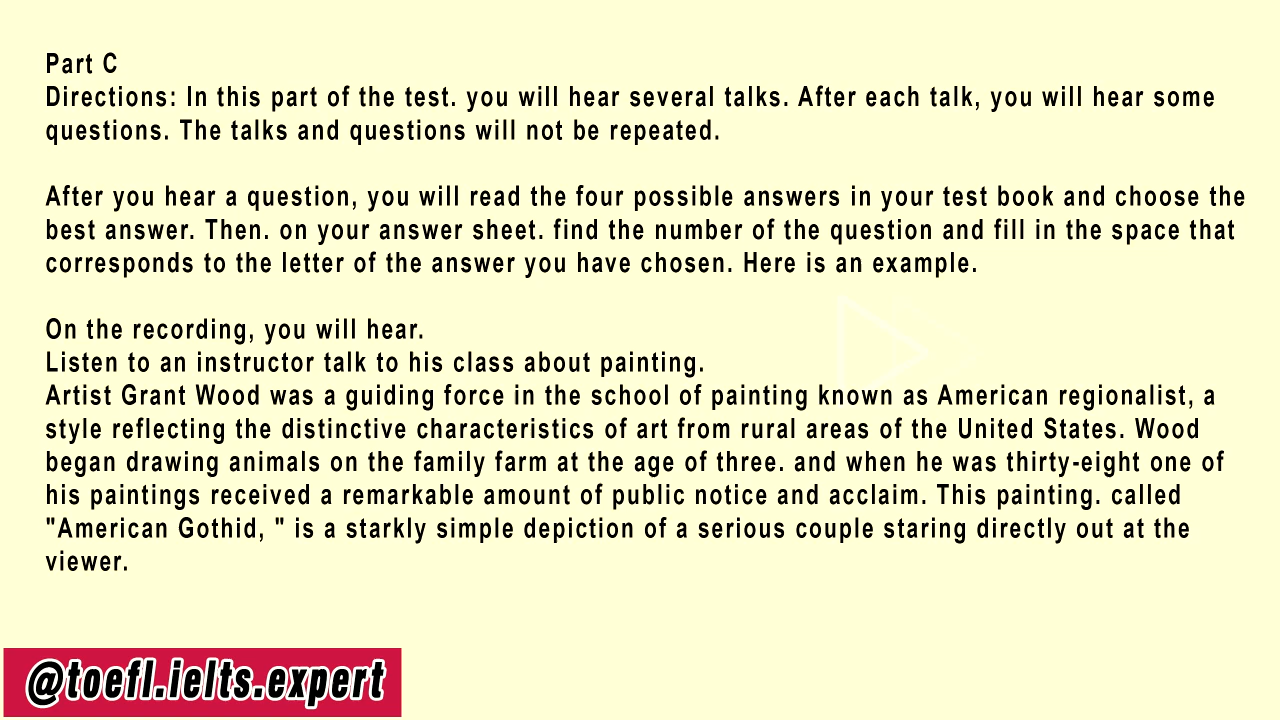 Part C
Directions: In this part of the test. you will hear several talks. After each talk, you will hear some
questions. The talks and questions will not be repeated.
After you hear a question, you will read the four possible answers in your test book and choose the
best answer. Then. on your answer sheet. find the number of the question and fill in the space that
corresponds to the letter of the answer you have chosen. Here is an example.
On the recording, you will hear.
Listen to an instructor talk to his class about painting.
Artist Grant Wood was a guiding force in the school of painting known as American regionalist, a
style reflecting the distinctive characteristics of art from rural areas of the United States. Wood
began drawing animals on the family farm at the age of three. and when he was thirty-eight one of
his paintings received a remarkable amount of public notice and acclaim. This painting. called
"American Gothid, " is a starkly simple depiction of a serious couple staring directly out at the
viewer.
@toefl.ielts.expert